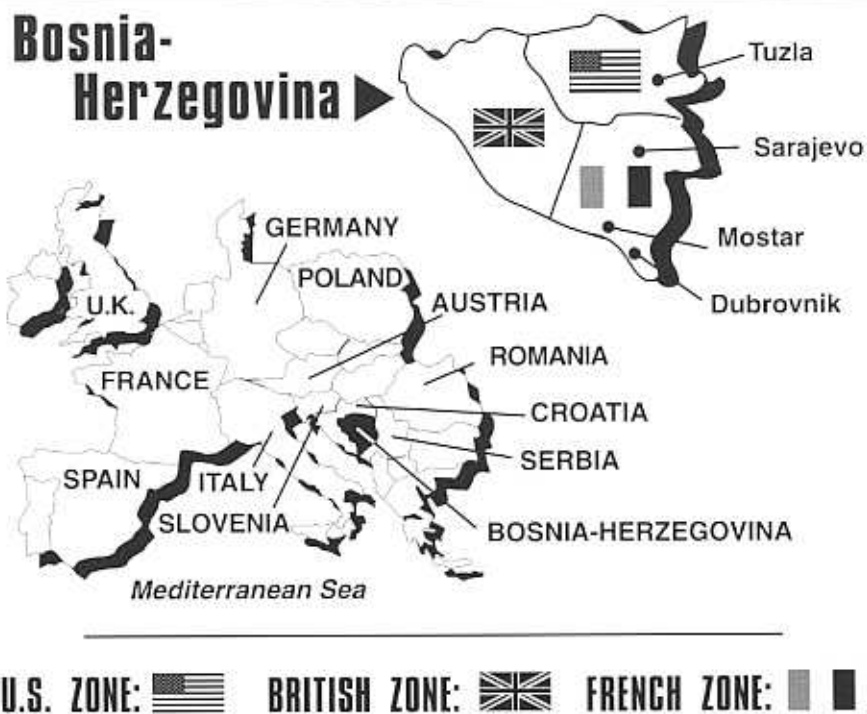 Bosnia-
Herzegovina
Tuzla
Sarajevo
Mostar
Dubrovnik
GERMANY
POLAND
U.K.
AUSTRIA
FRANCE
ROMANIA
CROATIA
SERBIA
SPAIN
ITALY
SLOVENIA
BOSNIA-HERZEGOVINA
Mediterranean Sea
U.S. ZONE: BRITISH ZONE: FRENCH ZONE: